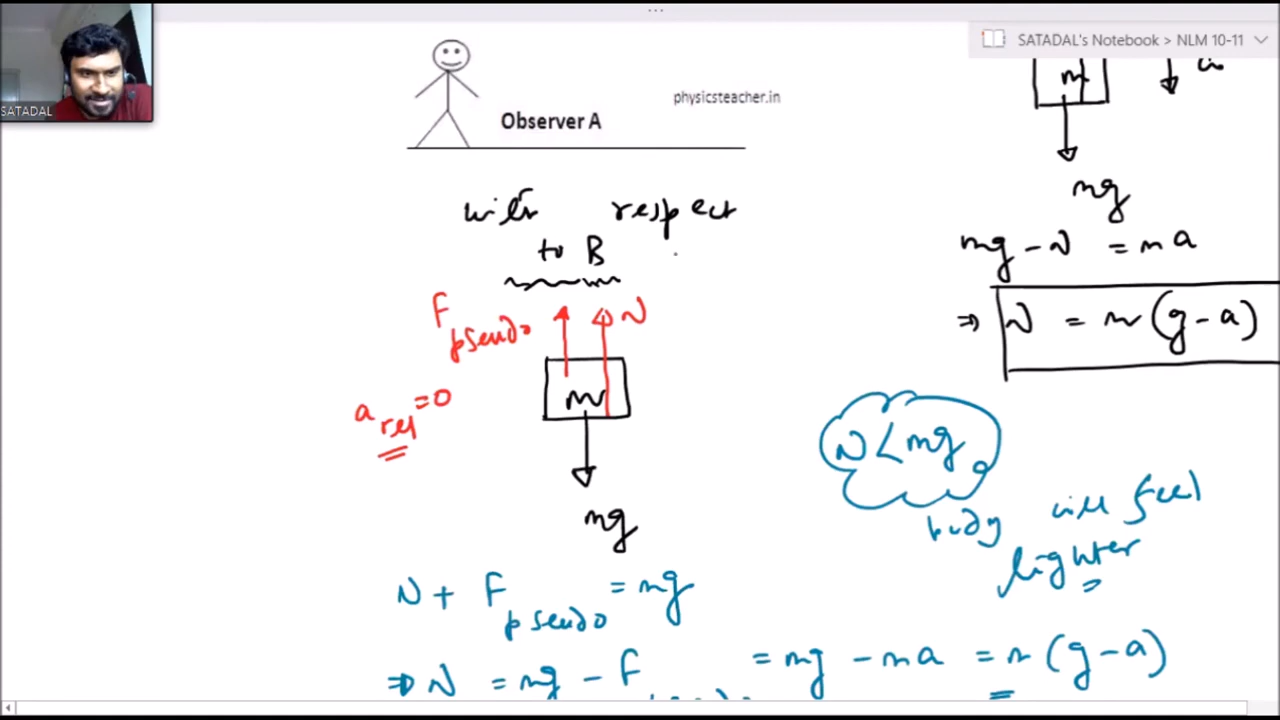 SATADAL's Notebook > NLM 10-11
SATADAL
physicsteacher.in
Observer A
m
a
mg
mg - N = ma
⇒ N = m(g-a)
with respect
to B
F pseudo
N
a rel = 0
m
mg
N < mg
body will feel
lighter
N + F pseudo = mg
⇒ N = mg - F pseudo = mg - ma = m(g-a)